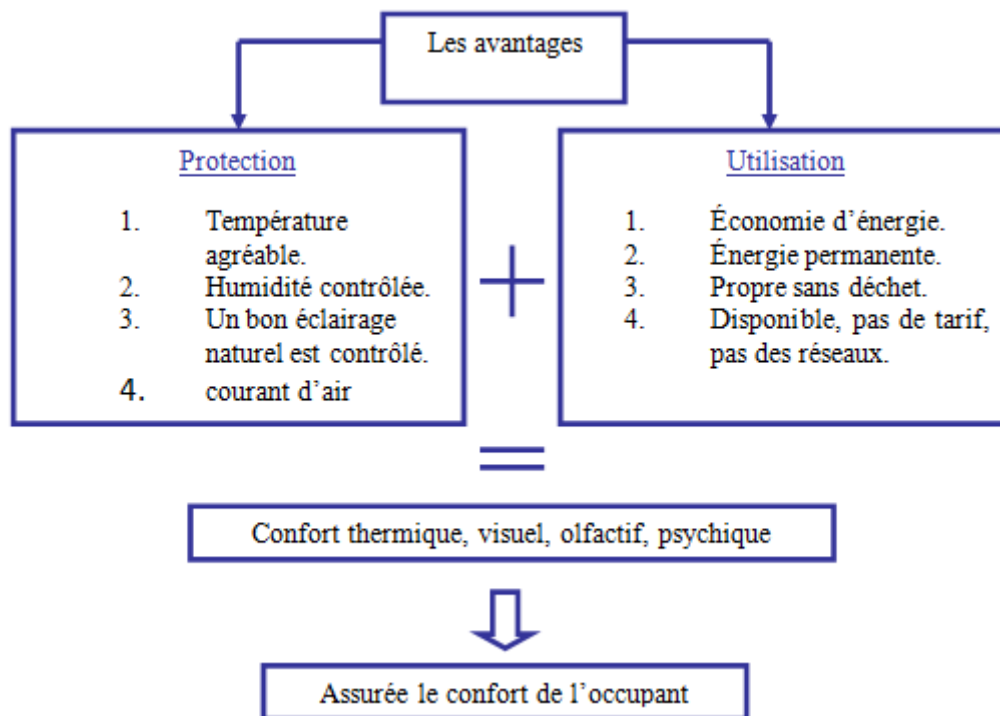 Les avantages
Protection
1. Température
agréable.
2. Humidité contrôlée.
3. Un bon éclairage
naturel est contrôlé.
4. courant d’air
+
Utilisation
1. Économie d’énergie.
2. Énergie permanente.
3. Propre sans déchet.
4. Disponible, pas de tarif,
pas des réseaux.
=
Confort thermique, visuel, olfactif, psychique
Assurée le confort de l’occupant